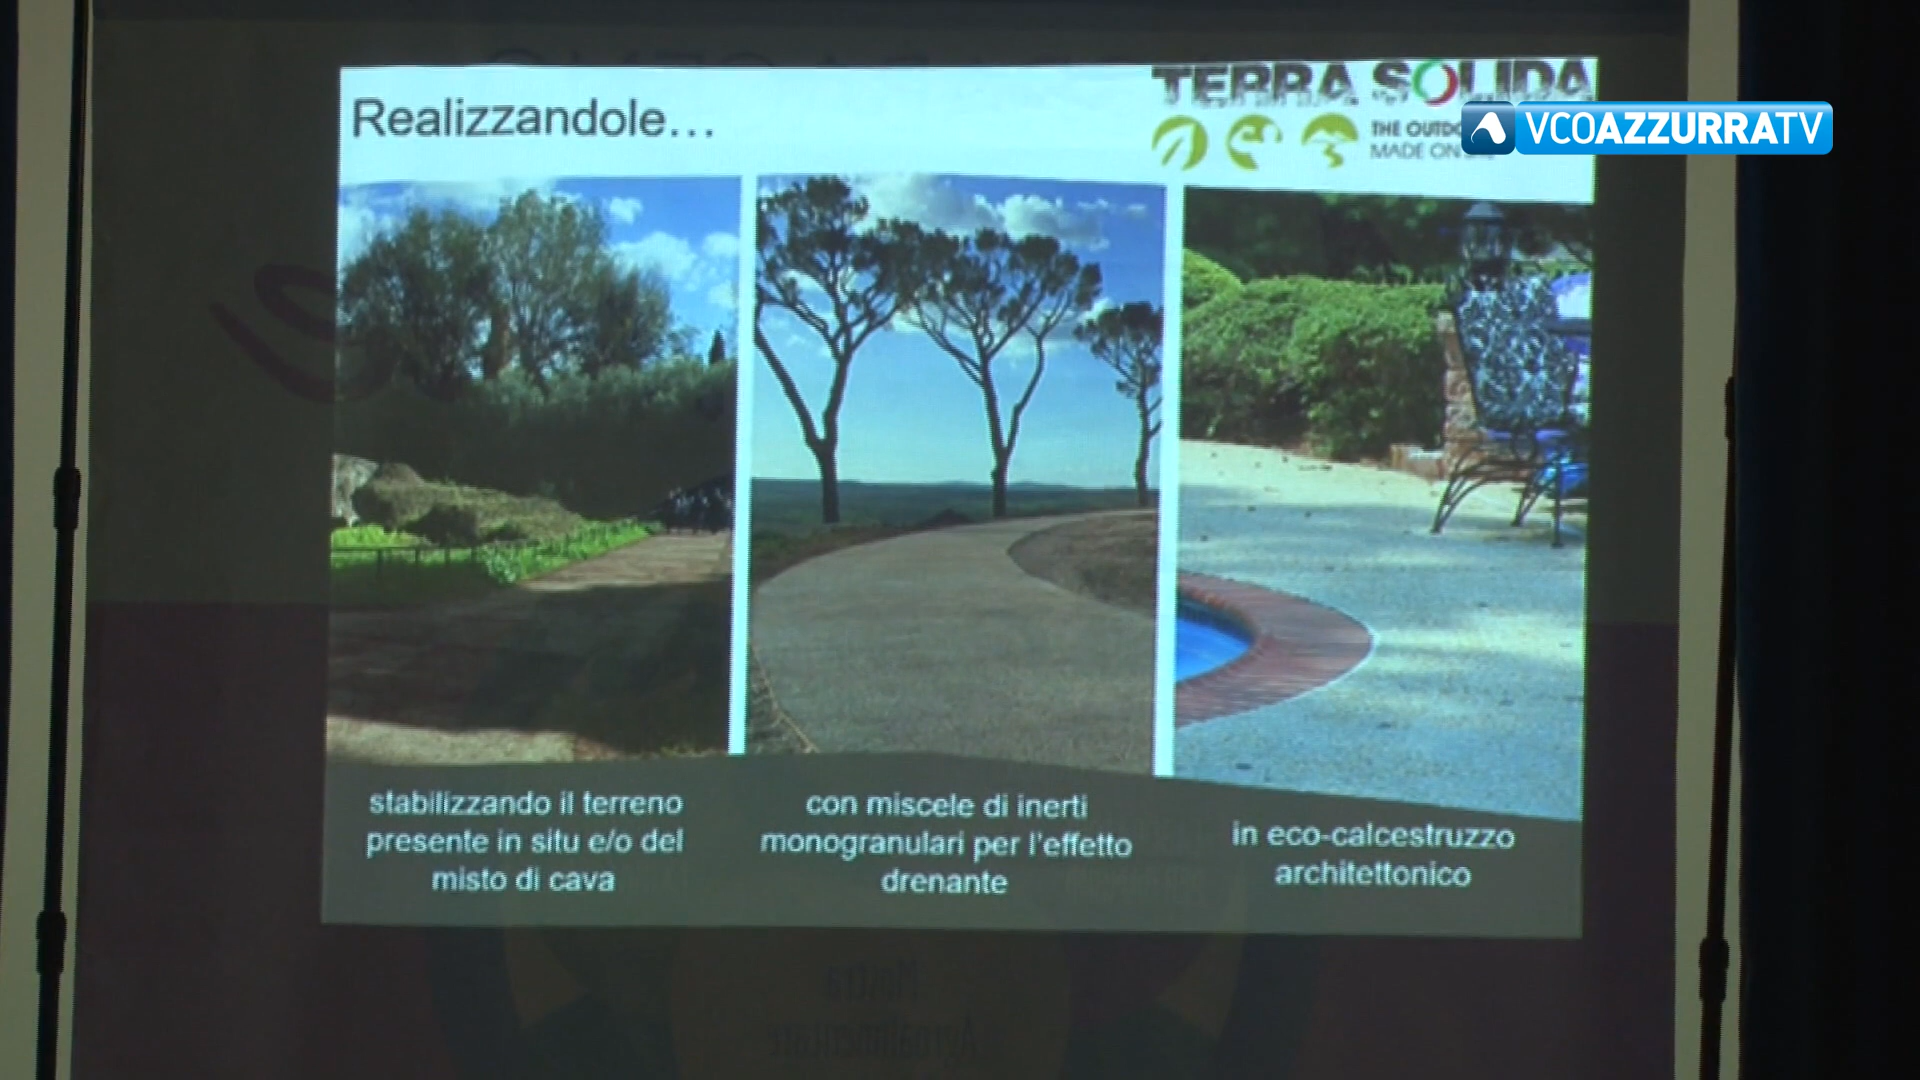 Realizzandole...
TERRA SOLIDA
THE OUTDO
MADE ON
VCOAZZURRATV
stabilizzando il terreno
presente in situ e/o del
misto di cava
con miscele di inerti
monogranulari per l'effetto
drenante
in eco-calcestruzzo
architettonico